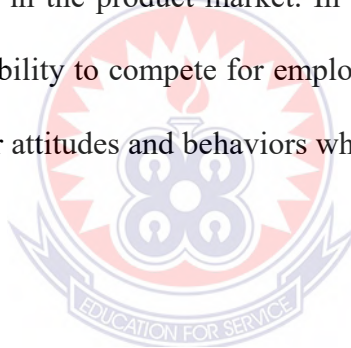 in the product market. In
bility to compete for emplo
attitudes and behaviors wh
EDUCATION FOR SERVICE